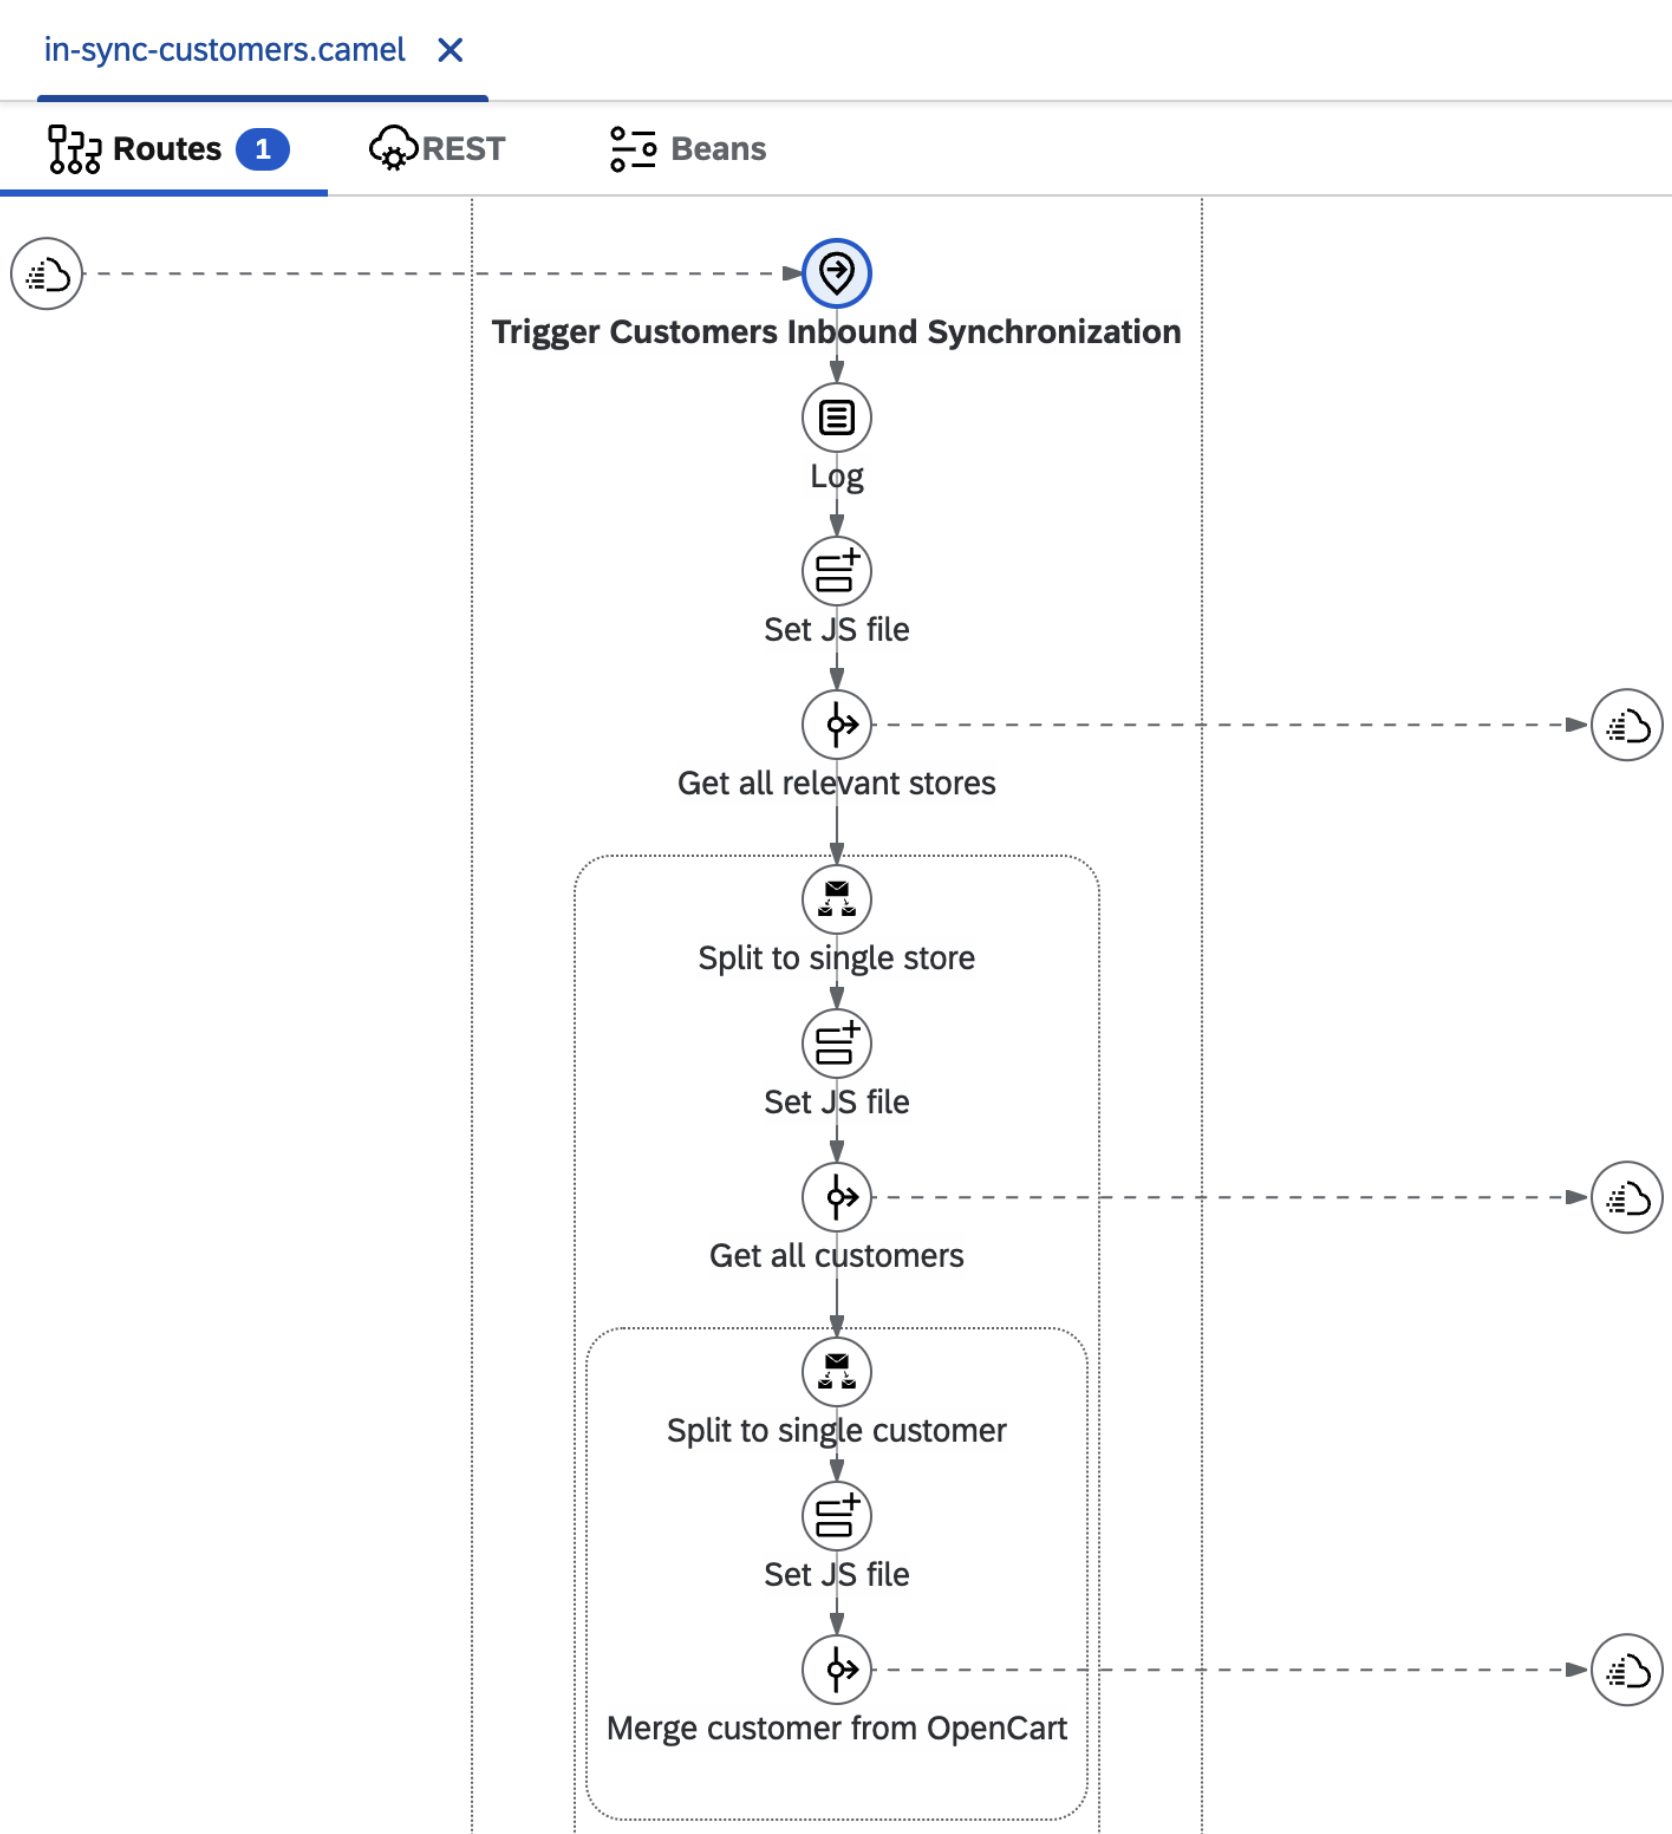 in-sync-customers.camel
Routes 1 REST Beans
Trigger Customers Inbound Synchronization
Log
Set JS file
Get all relevant stores
Split to single store
Set JS file
Get all customers
Split to single customer
Set JS file
Merge customer from OpenCart